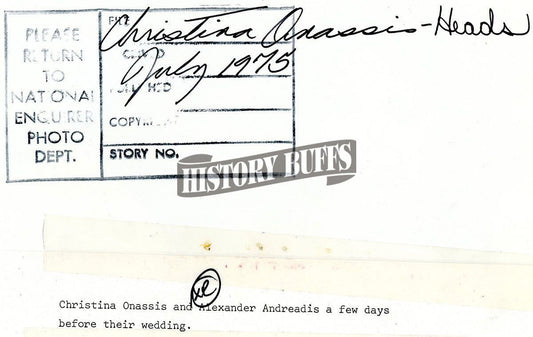 PLEASE
RETURN
TO
NATIONAL
ENQUIRER
PHOTO
DEPT.
FILE
Christina Onassis - Heads
July 1975
COPYRIGHT
STORY NO.
HISTORY BUFFS
Christina Onassis and Alexander Andreadis a few days
before their wedding.